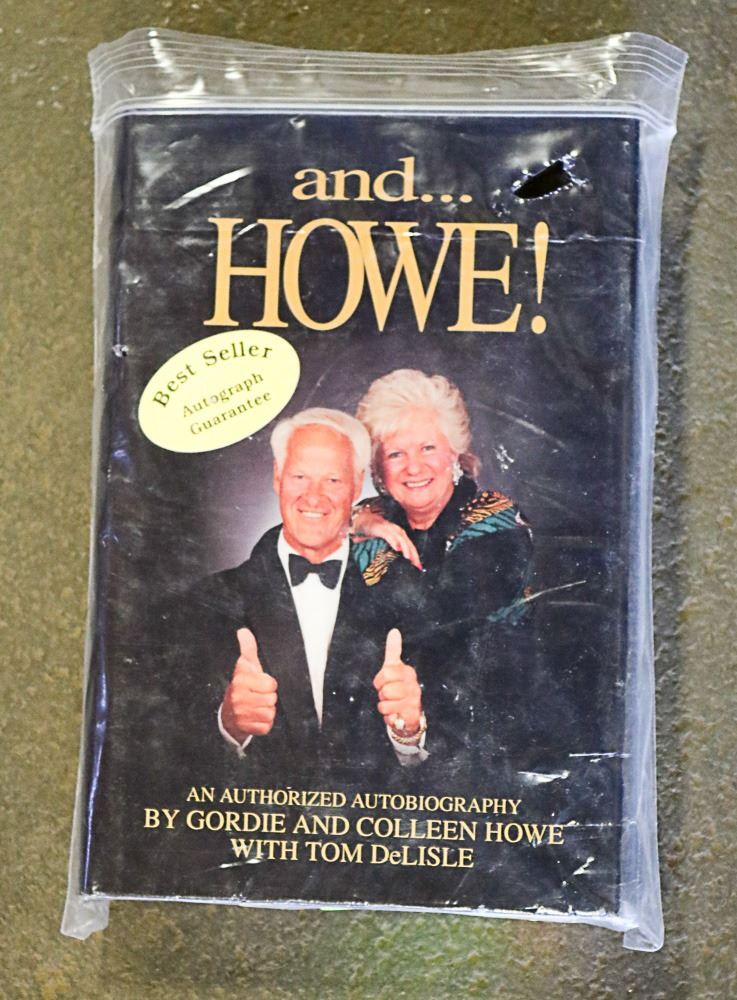 and...
HOWE!
Best Seller
Autograph
Guarantee
AN AUTHORIZED AUTOBIOGRAPHY
BY GORDIE AND COLLEEN HOWE
WITH TOM DeLISLE